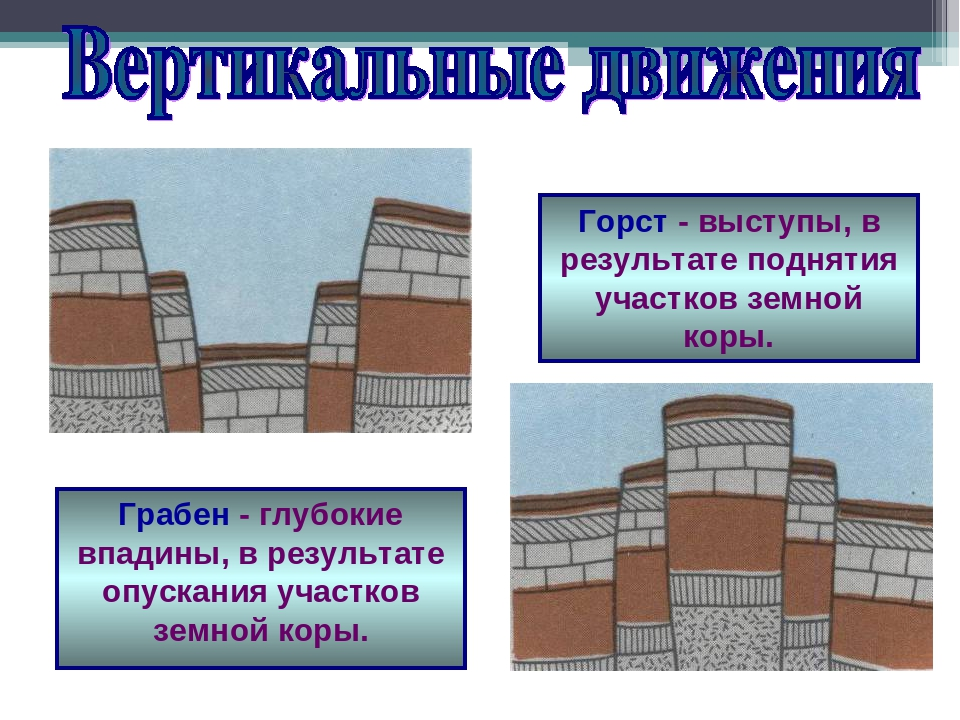 Вертикальные движения
Горст - выступы, в
результате поднятия
участков земной
коры.
Грабен - глубокие
впадины, в результате
опускания участков
земной коры.